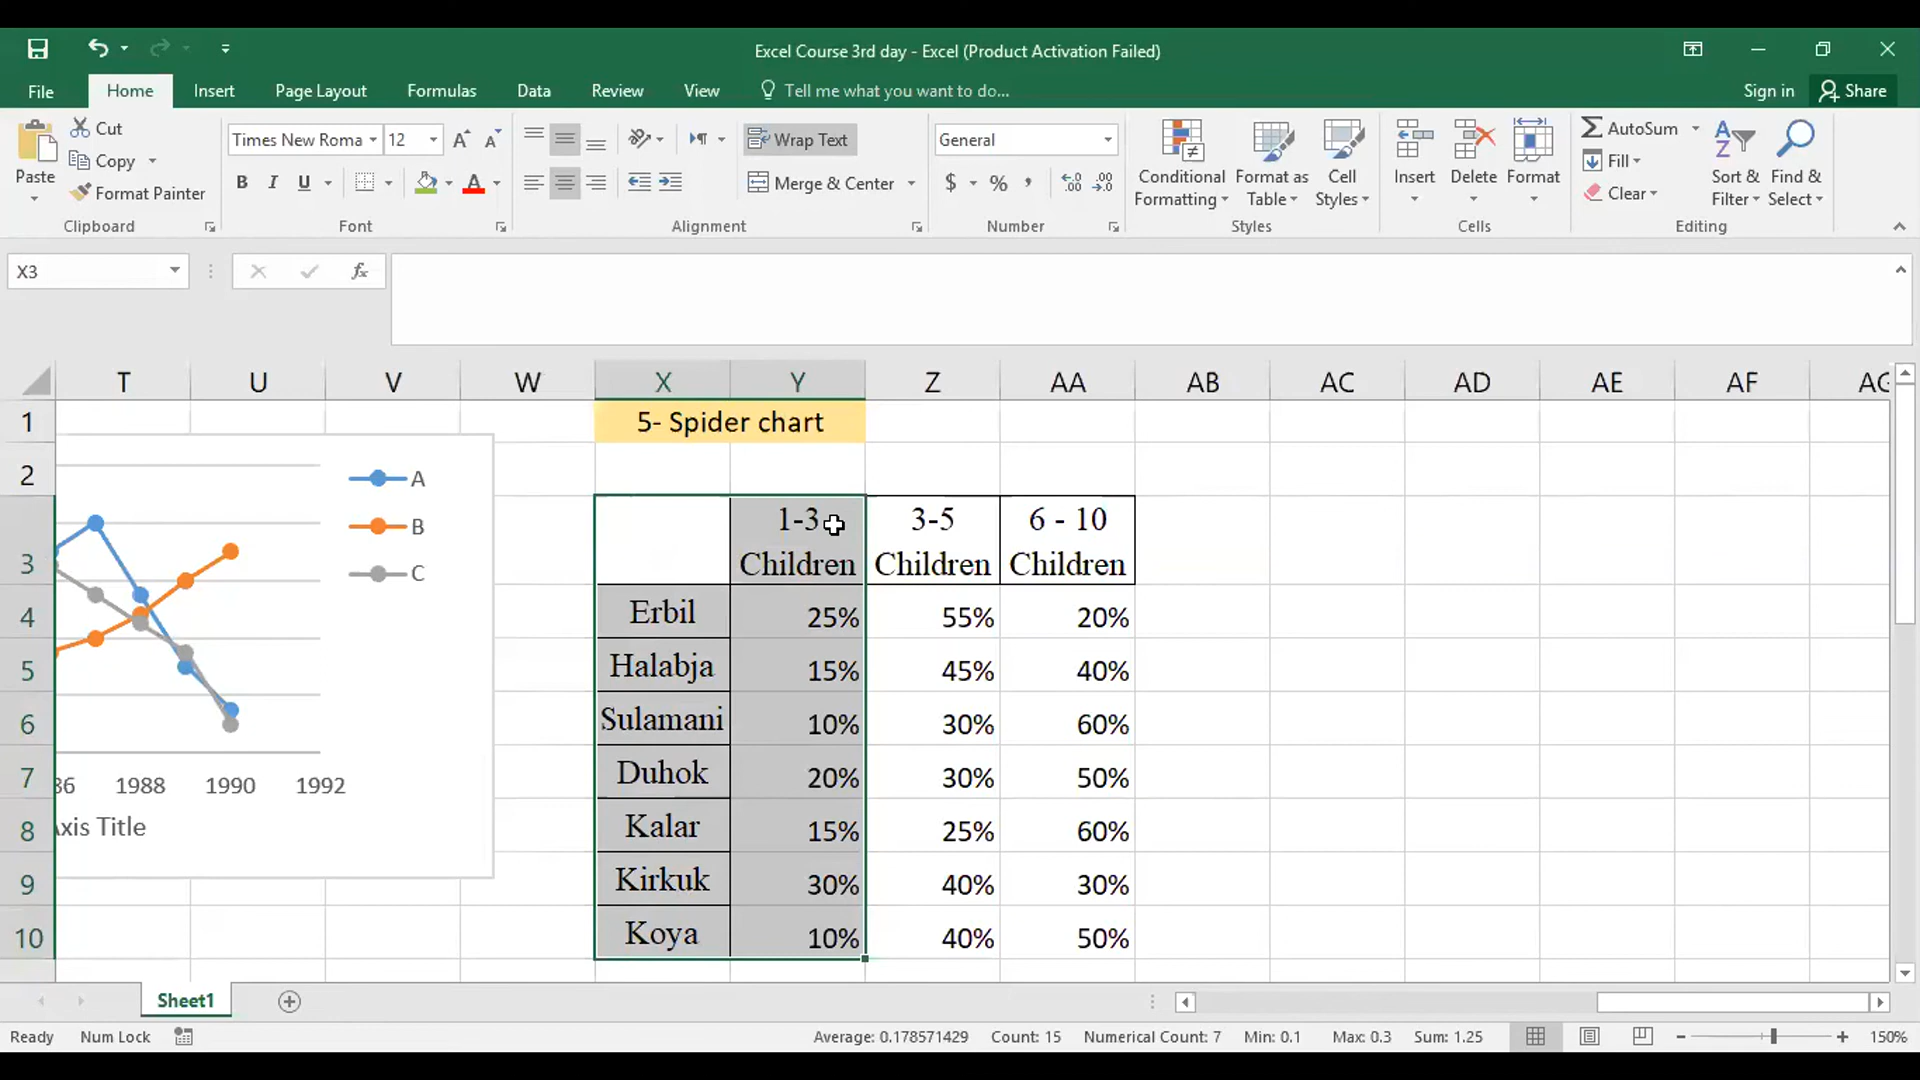 Excel Course 3rd day - Excel (Product Activation Failed)
File Home Insert Page Layout Formulas Data Review View Tell me what you want to do... Sign in Share
Paste Cut Copy Format Painter
Clipboard
Times New Roma 12
B I U A
Font
Wrap Text
Merge & Center
Alignment
General
$ % ,
Number
Conditional Formatting
Format as Table
Cell Styles
Styles
Insert Delete Format
Cells
AutoSum
Fill
Clear
Sort & Filter
Find & Select
Editing
X3 fx
T U V W X Y Z AA AB AC AD AE AF AG
1 5- Spider chart
2
3 1-3 Children 3-5 Children 6 - 10 Children
4 Erbil 25% 55% 20%
5 Halabja 15% 45% 40%
6 Sulamani 10% 30% 60%
7 Duhok 20% 30% 50%
8 Kalar 15% 25% 60%
9 Kirkuk 30% 40% 30%
10 Koya 10% 40% 50%
A
B
C
86 1988 1990 1992
Axis Title
Sheet1
Ready Num Lock Average: 0.178571429 Count: 15 Numerical Count: 7 Min: 0.1 Max: 0.3 Sum: 1.25 150%